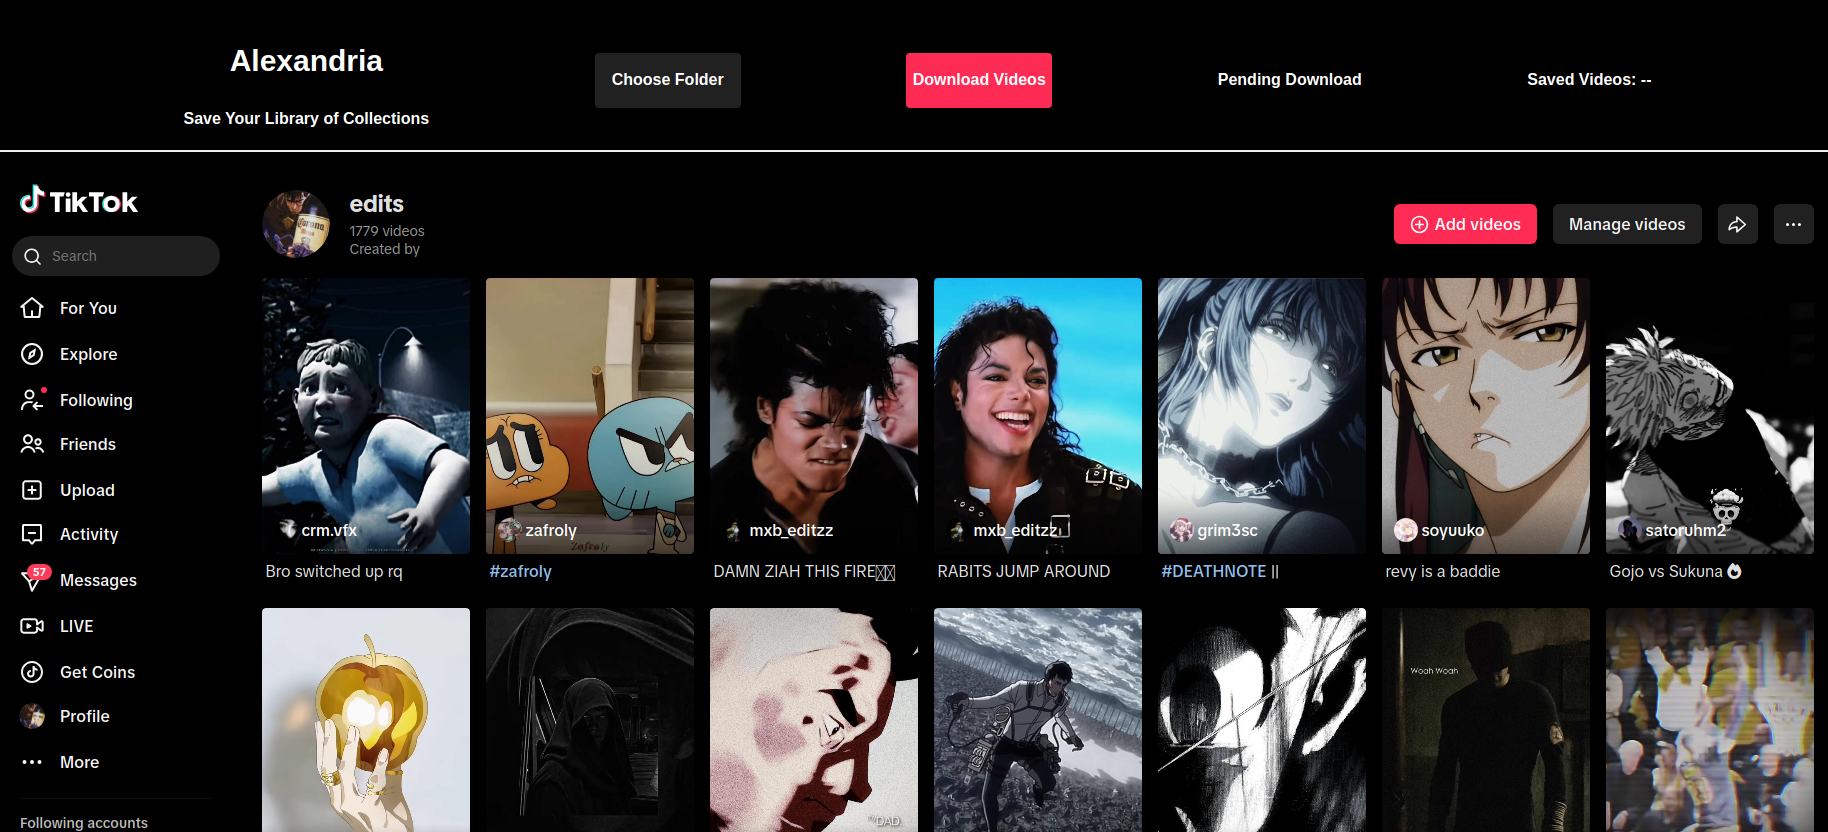 Alexandria
Save Your Library of Collections
Choose Folder
Download Videos
Pending Download
Saved Videos: --
TikTok
Search
For You
Explore
Following
Friends
Upload
Activity
57
Messages
LIVE
Get Coins
Profile
More
Following accounts
edits
1779 videos
Created by
Add videos
Manage videos
crm.vfx
Bro switched up rq
Zafroly
zafroly
#zafroly
mxb_editzz
DAMN ZIAH THIS FIRE
mxb_editzz
RABITS JUMP AROUND
grim3sc
#DEATHNOTE ||
soyuuko
revy is a baddie
satoruhm2
Gojo vs Sukuna
DAD
Woah Woah